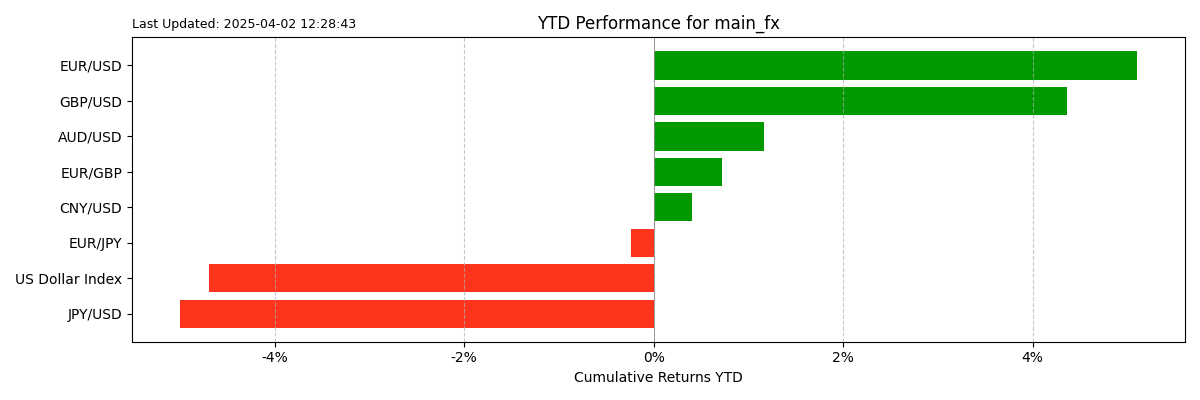 Last Updated: 2025-04-02 12:28:43
YTD Performance for main_fx
EUR/USD
GBP/USD
AUD/USD
EUR/GBP
CNY/USD
EUR/JPY
US Dollar Index
JPY/USD
-4% -2% 0% 2% 4%
Cumulative Returns YTD